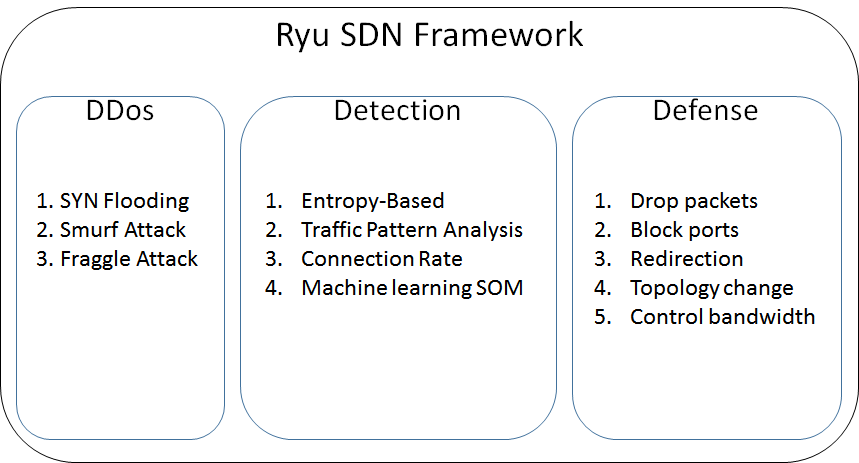 Ryu SDN Framework
DDos
1. SYN Flooding
2. Smurf Attack
3. Fraggle Attack
Detection
1. Entropy-Based
2. Traffic Pattern Analysis
3. Connection Rate
4. Machine learning SOM
Defense
1. Drop packets
2. Block ports
3. Redirection
4. Topology change
5. Control bandwidth